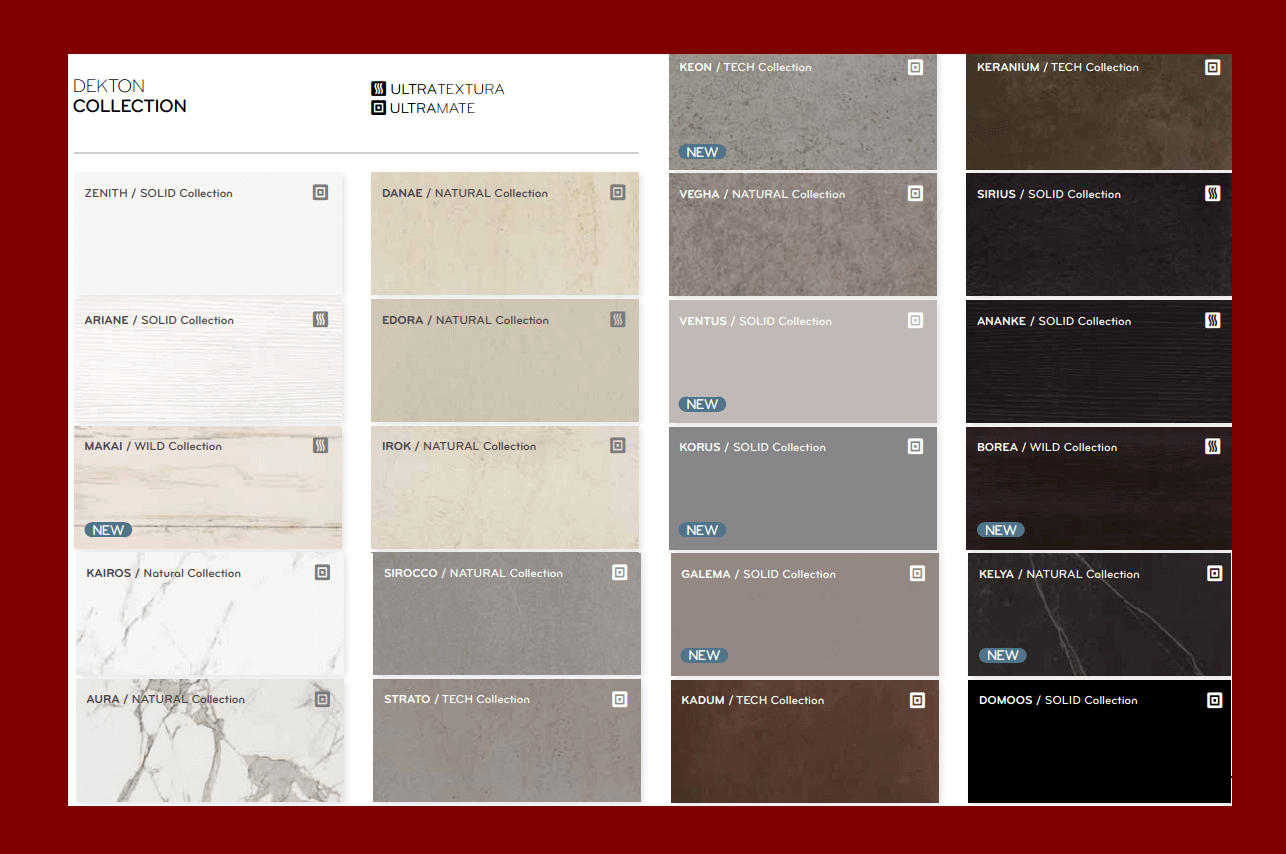 DEKTON
COLLECTION
ULTRATEXTURA
ULTRAMATE
ZENITH / SOLID Collection
ARIANE / SOLID Collection
MAKAI / WILD Collection
NEW
KAIROS / Natural Collection
AURA / NATURAL Collection
DANAE / NATURAL Collection
EDORA / NATURAL Collection
IROK / NATURAL Collection
SIROCCO / NATURAL Collection
STRATO / TECH Collection
KEON / TECH Collection
NEW
VEGHA / NATURAL Collection
VENTUS / SOLID Collection
NEW
KORUS / SOLID Collection
NEW
GALEMA / SOLID Collection
NEW
KADUM / TECH Collection
KERANIUM / TECH Collection
SIRIUS / SOLID Collection
ANANKE / SOLID Collection
BOREA / WILD Collection
NEW
KELYA / NATURAL Collection
NEW
DOMOOS / SOLID Collection